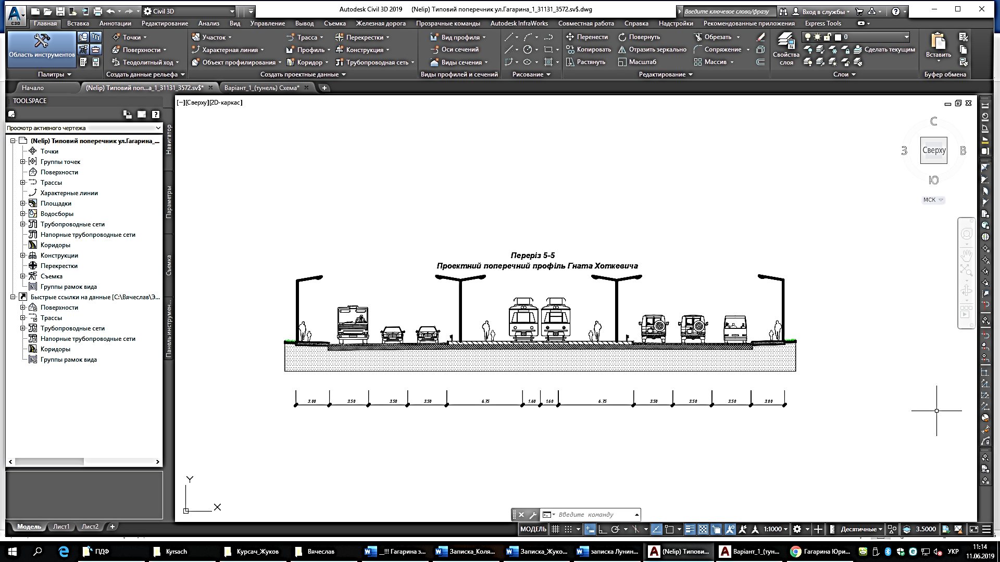 Civil 3D
Autodesk Civil 3D 2019 (Nelip) Типовий поперечник ул.Гагарина_1_31131_3572.sv$.dwg
Введите ключевое слово/фразу
Вход в службы
C3D
Главная Вставка Аннотации Редактирование Анализ Вид Управление Вывод Съемка Железная дорога Прозрачные команды Autodesk InfraWorks Совместная работа Справка Надстройки Рекомендованные приложения Express Tools
Точки Участок Трасса Перекрестки Вид профиля Перенести Повернуть Обрезать 0
Область инструментов Поверхности Характерная линия Профиль Конструкция Оси сечений Копировать Отразить зеркально Сопряжение Свойства слоя Сделать текущим Вставить
Теодолитный ход Объект профилирования Коридор Трубопроводная сеть Виды сечения Растянуть Масштаб Массив
Палитры Создать данные рельефа Создать проектные данные Виды профилей и сечений Рисование Редактирование Слои Буфер обмена
Начало (Nelip) Типовий поп...а_1_31131_3572.sv$* Варіант_1_(тунель) Схема*
TOOLSPACE
[−][Сверху][2D-каркас]
Просмотр активного чертежа
(Nelip) Типовий поперечник ул.Гагарина_...
Точки
Группы точек
Поверхности
Трассы
Характерные линии
Площадки
Водосборы
Трубопроводные сети
Напорные трубопроводные сети
Коридоры
Конструкции
Перекрестки
Съемка
Группы рамок вида
Быстрые ссылки на данные [C:\Вячеслав\Э...
Поверхности
Трассы
Трубопроводные сети
Напорные трубопроводные сети
Коридоры
Группы рамок вида
Навигатор
Параметры
Съемка
Панель инструмен...
С
З Сверху В
Ю
МСК
Переріз 5-5
Проектний поперечний профіль Гната Хоткевича
3.00 3.50 3.50 3.50 6.75 1.60 1.60 6.75 3.50 3.50 3.50 3.00
Y
X
Введите команду
Модель Лист1 Лист2
МОДЕЛЬ 1:1000 Десятичные 3.5000
ПДФ Kyrsach Курсач_Жуков Вячеслав __!!! Гагарина з... Записка_Коля... Записка_Жуко... записка Лунин... (Nelip) Типови... Варіант_1_(тун... Гагарина Юри... УКР
11:14
11.06.2019